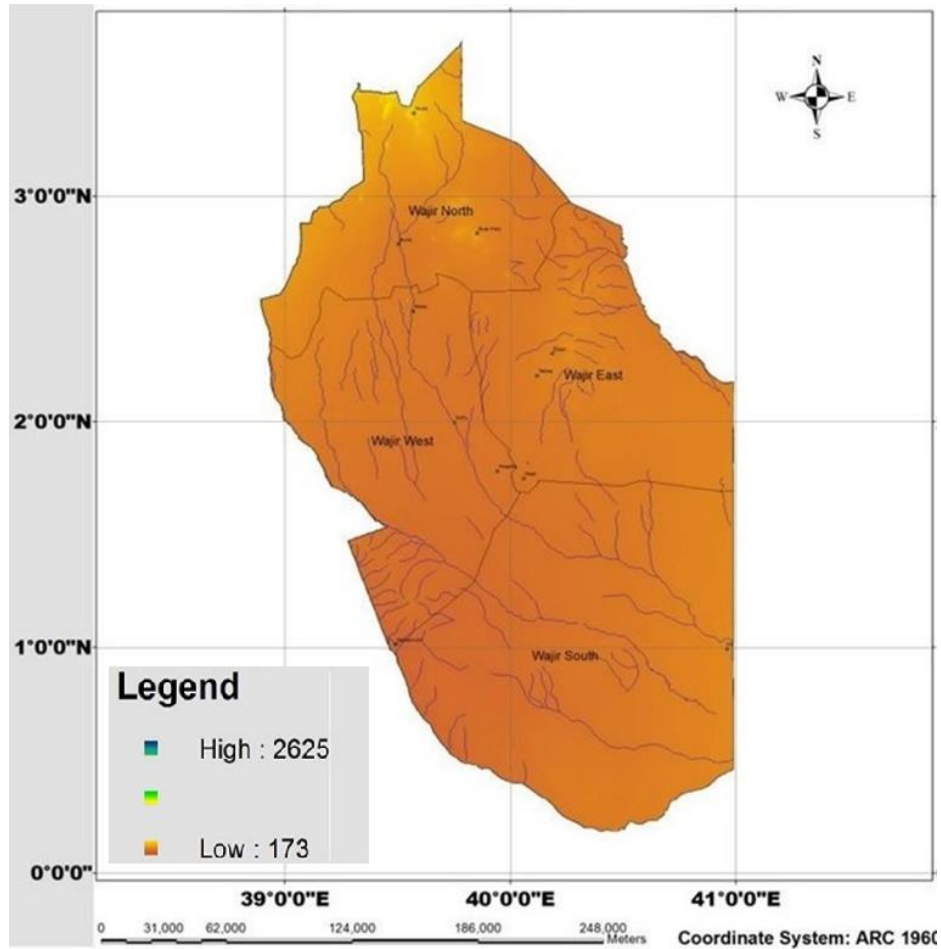 N
W E
S
3°0'0"N
Wajir North
Wajir East
2°0'0"N
Wajir West
1°0'0"N
Wajir South
Legend
High : 2625
Low : 173
0°0'0"
39°0'0"E 40°0'0"E 41°0'0"E
0 31,000 62,000 124,000 186,000 248,000
Meters
Coordinate System: ARC 1960